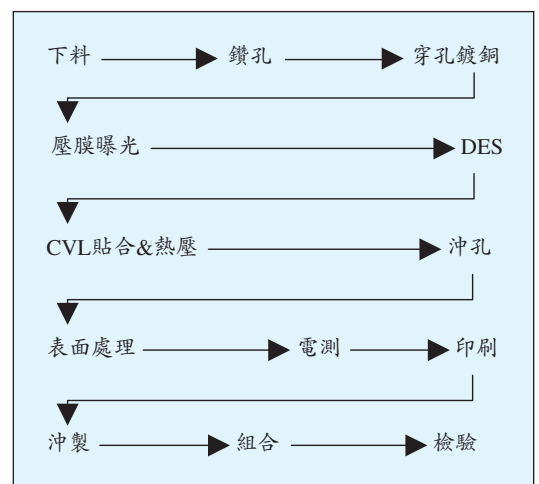 下料 鑽孔 穿孔鍍銅
壓膜曝光 DES
CVL貼合&熱壓 沖孔
表面處理 電測 印刷
沖製 組合 檢驗